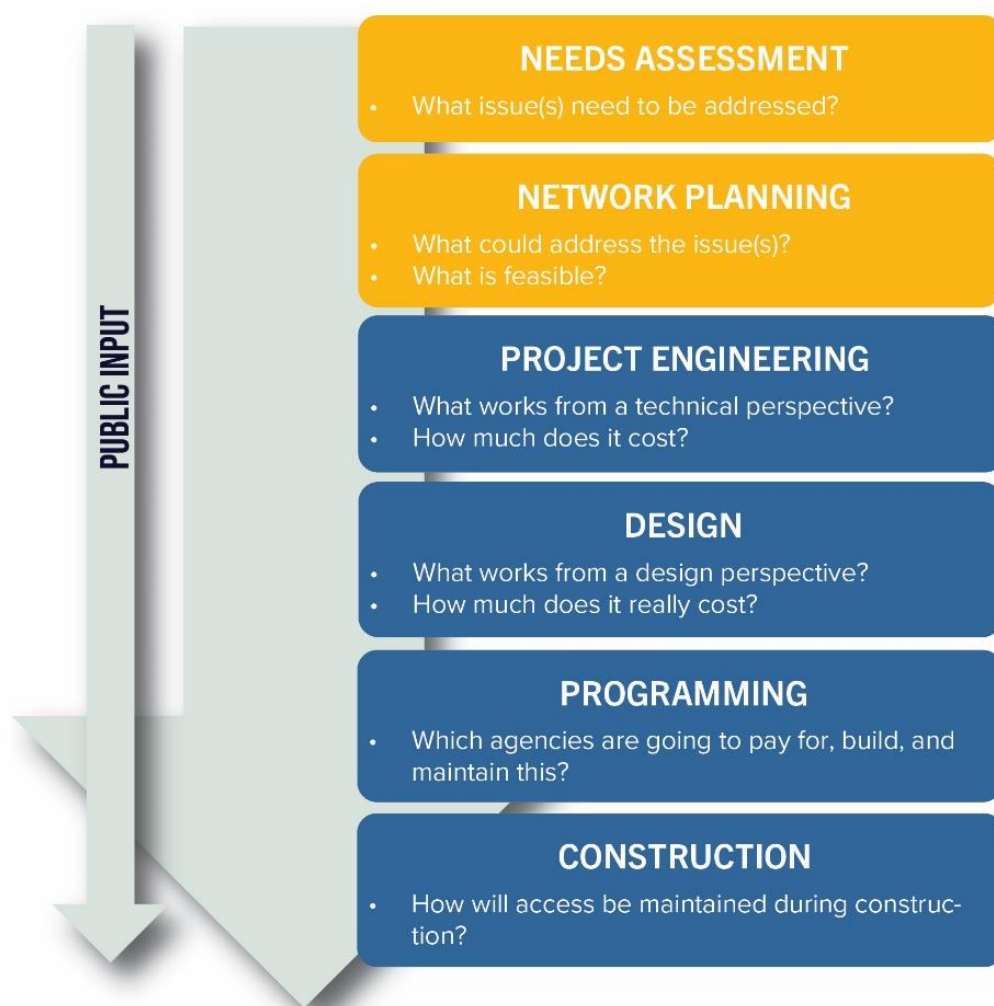 NEEDS ASSESSMENT
• What issue(s) need to be addressed?
NETWORK PLANNING
• What could address the issue(s)?
• What is feasible?
PUBLIC INPUT
PROJECT ENGINEERING
• What works from a technical perspective?
• How much does it cost?
DESIGN
• What works from a design perspective?
• How much does it really cost?
PROGRAMMING
• Which agencies are going to pay for, build, and
maintain this?
CONSTRUCTION
• How will access be maintained during construc-
tion?